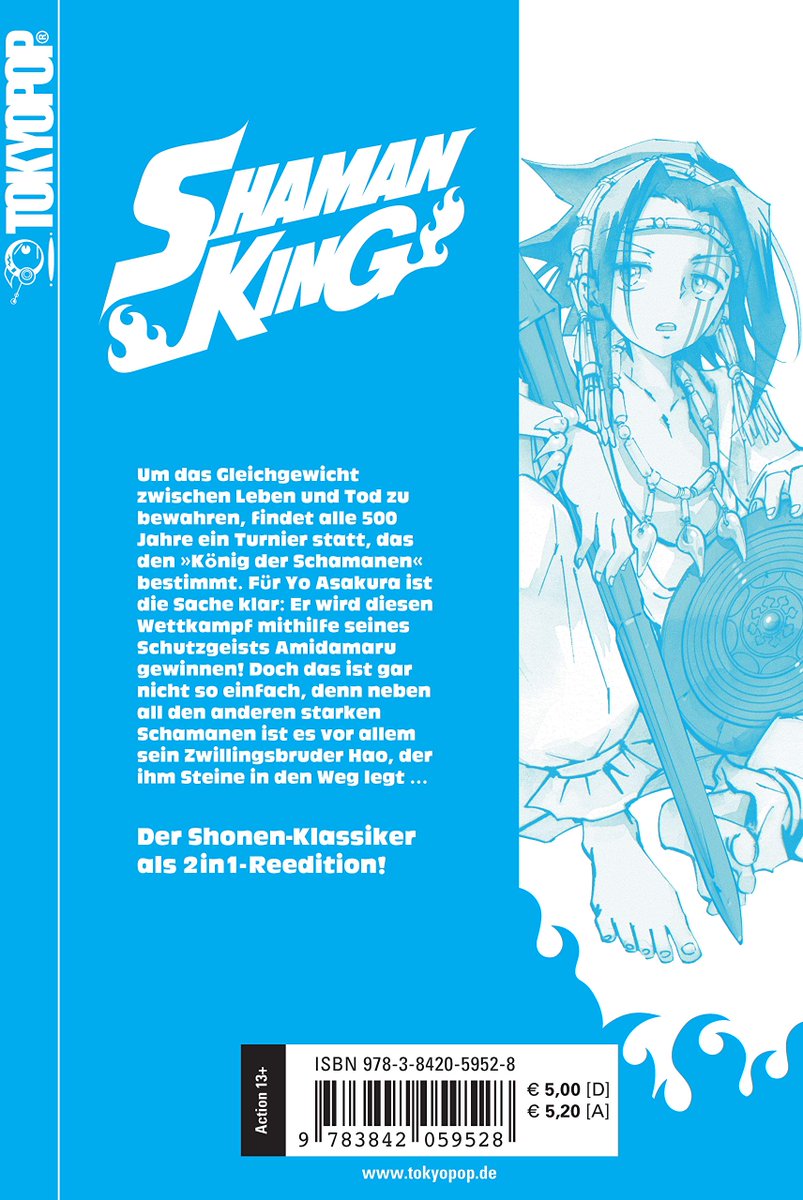 TOKYOPOP®
SHAMAN
KING
Um das Gleichgewicht
zwischen Leben und Tod zu
bewahren, findet alle 500
Jahre ein Turnier statt, das
den »König der Schamanen«
bestimmt. Für Yo Asakura ist
die Sache klar: Er wird diesen
Wettkampf mithilfe seines
Schutzgeists Amidamaru
gewinnen! Doch das ist gar
nicht so einfach, denn neben
all den anderen starken
Schamanen ist es vor allem
sein Zwillingsbruder Hao, der
ihm Steine in den Weg legt ...
Der Shonen-Klassiker
als 2in1-Reedition!
Action 13+
ISBN 978-3-8420-5952-8
€ 5,00 [D]
€ 5,20 [A]
9 783842 059528
www.tokyopop.de